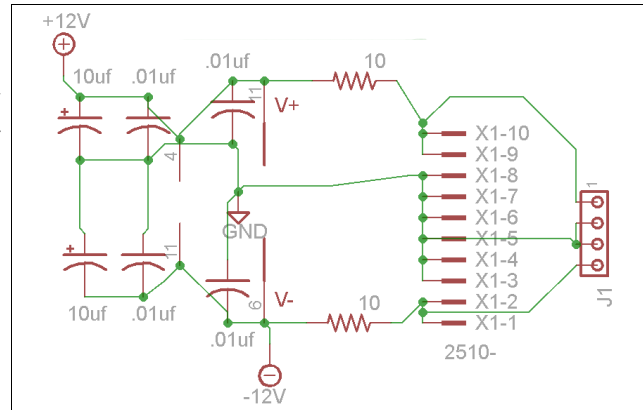 +12V
10uf
.01uf
.01uf
11
V+
4
10
X1-10
X1-9
X1-8
X1-7
X1-6
X1-5
X1-4
X1-3
X1-2
X1-1
2510-
1
J1
GND
11
6
V-
10uf
.01uf
.01uf
10
-12V